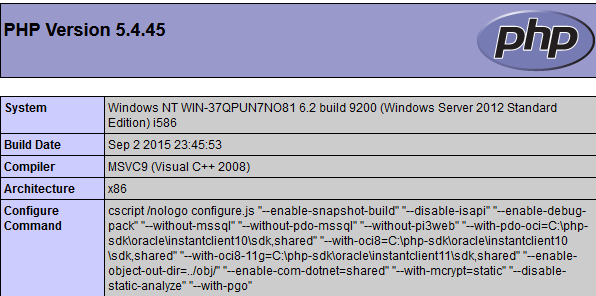 PHP Version 5.4.45
php
System Windows NT WIN-37QPUN7NO81 6.2 build 9200 (Windows Server 2012 Standard
Edition) i586
Build Date Sep 2 2015 23:45:53
Compiler MSVC9 (Visual C++ 2008)
Architecture x86
Configure cscript /nologo configure.js "--enable-snapshot-build" "--disable-isapi" "--enable-debug-
Command pack" "--without-mssql" "--without-pdo-mssql" "--without-pi3web" "--with-pdo-oci=C:\php-
sdk\oracle\instantclient10\sdk,shared" "--with-oci8=C:\php-sdk\oracle\instantclient10
\sdk,shared" "--with-oci8-11g=C:\php-sdk\oracle\instantclient11\sdk,shared" "--enable-
object-out-dir=../obj/" "--enable-com-dotnet=shared" "--with-mcrypt=static" "--disable-
static-analyze" "--with-pgo"